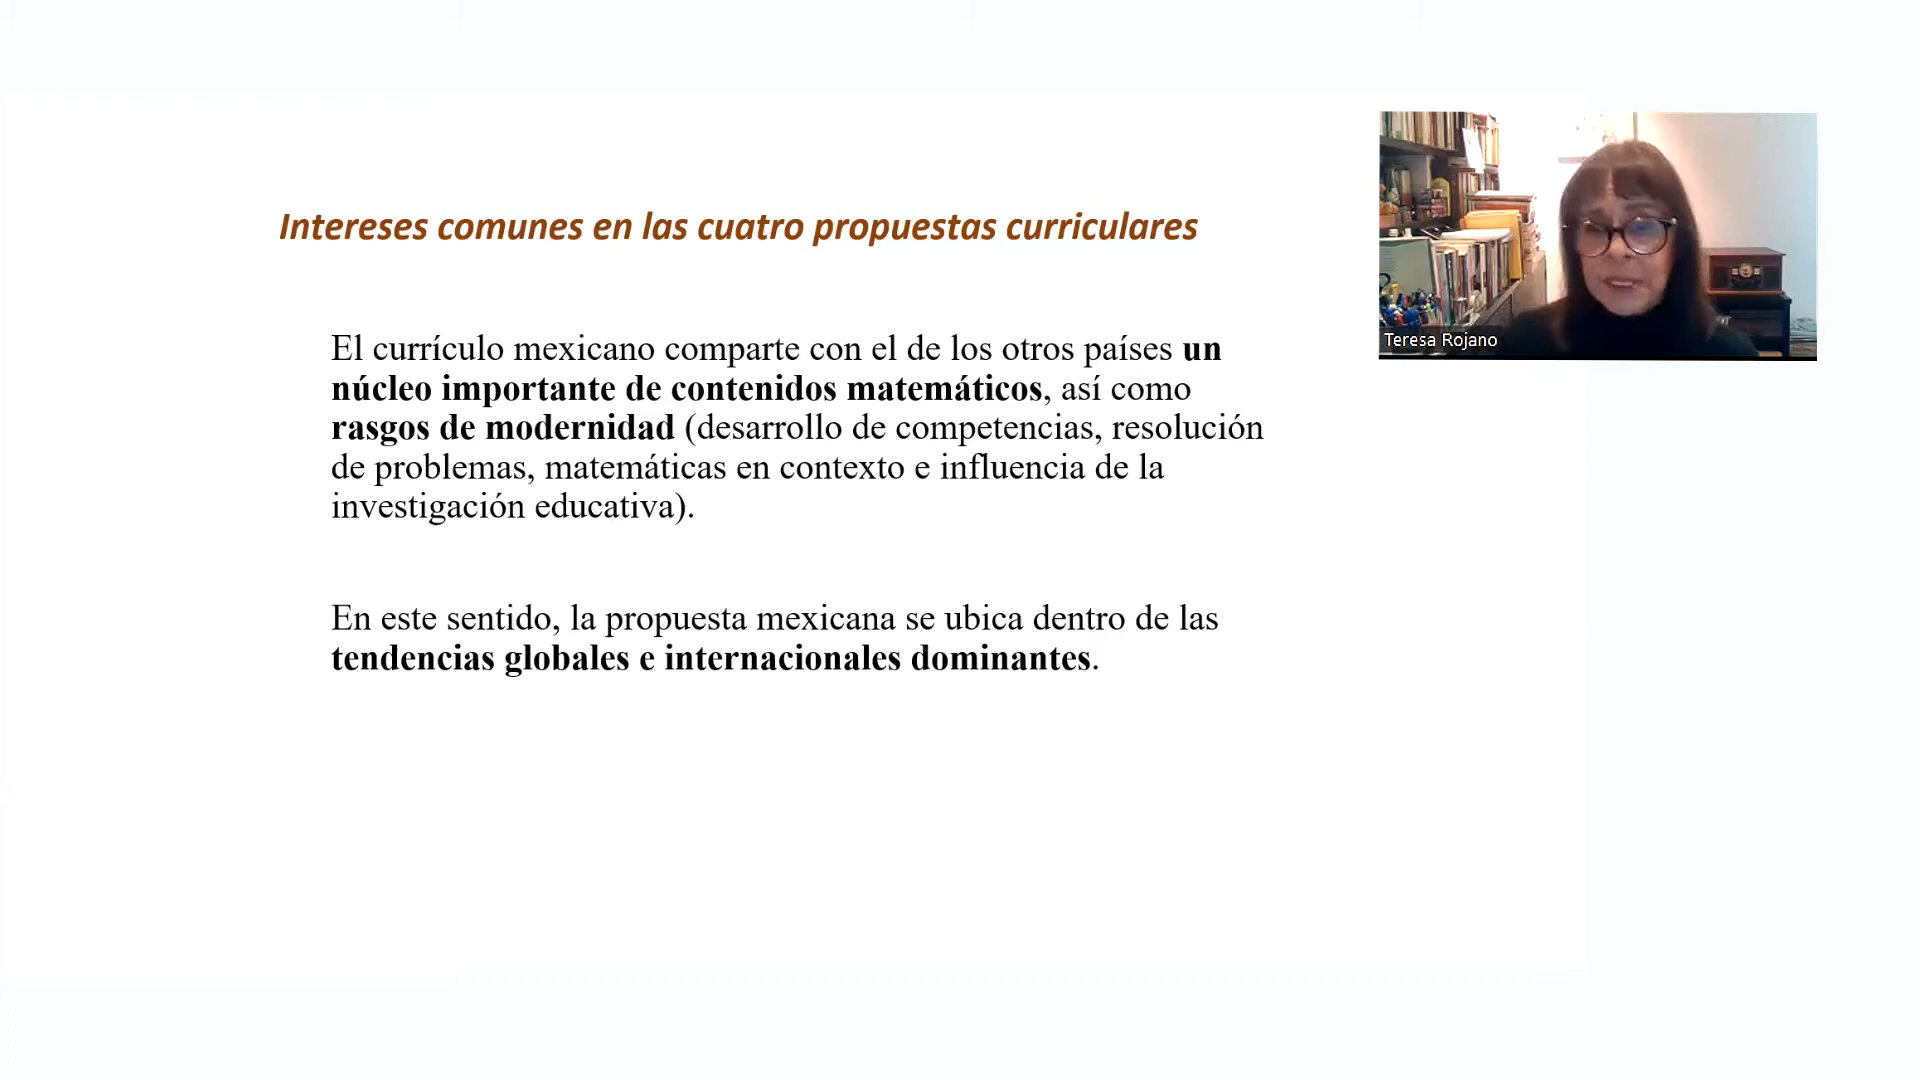 Intereses comunes en las cuatro propuestas curriculares
El currículo mexicano comparte con el de los otros países un
núcleo importante de contenidos matemáticos, así como
rasgos de modernidad (desarrollo de competencias, resolución
de problemas, matemáticas en contexto e influencia de la
investigación educativa).
En este sentido, la propuesta mexicana se ubica dentro de las
tendencias globales e internacionales dominantes.
Teresa Rojano